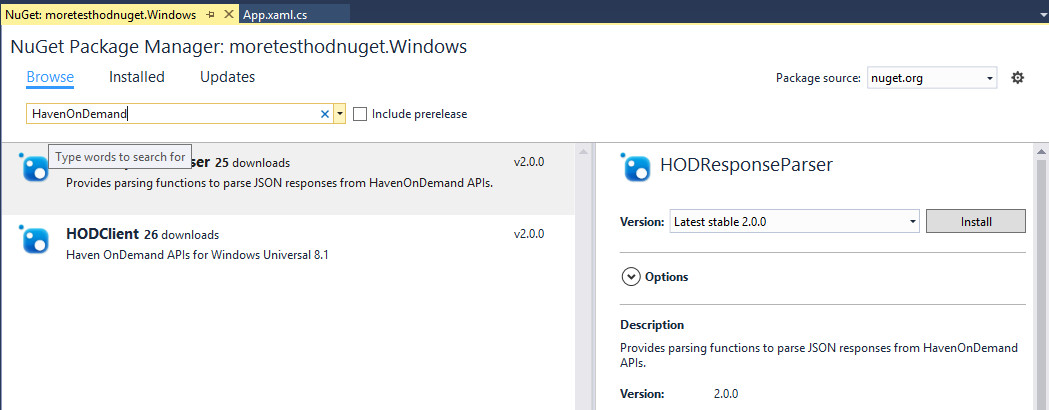 NuGet: moretesthodnuget.Windows App.xaml.cs
NuGet Package Manager: moretesthodnuget.Windows
Browse Installed Updates
Package source: nuget.org
HavenOnDemand Include prerelease
Type words to search for
ser 25 downloads v2.0.0
Provides parsing functions to parse JSON responses from HavenOnDemand APIs.
HODClient 26 downloads v2.0.0
Haven OnDemand APIs for Windows Universal 8.1
HODResponseParser
Version: Latest stable 2.0.0 Install
Options
Description
Provides parsing functions to parse JSON responses from HavenOnDemand
APIs.
Version: 2.0.0